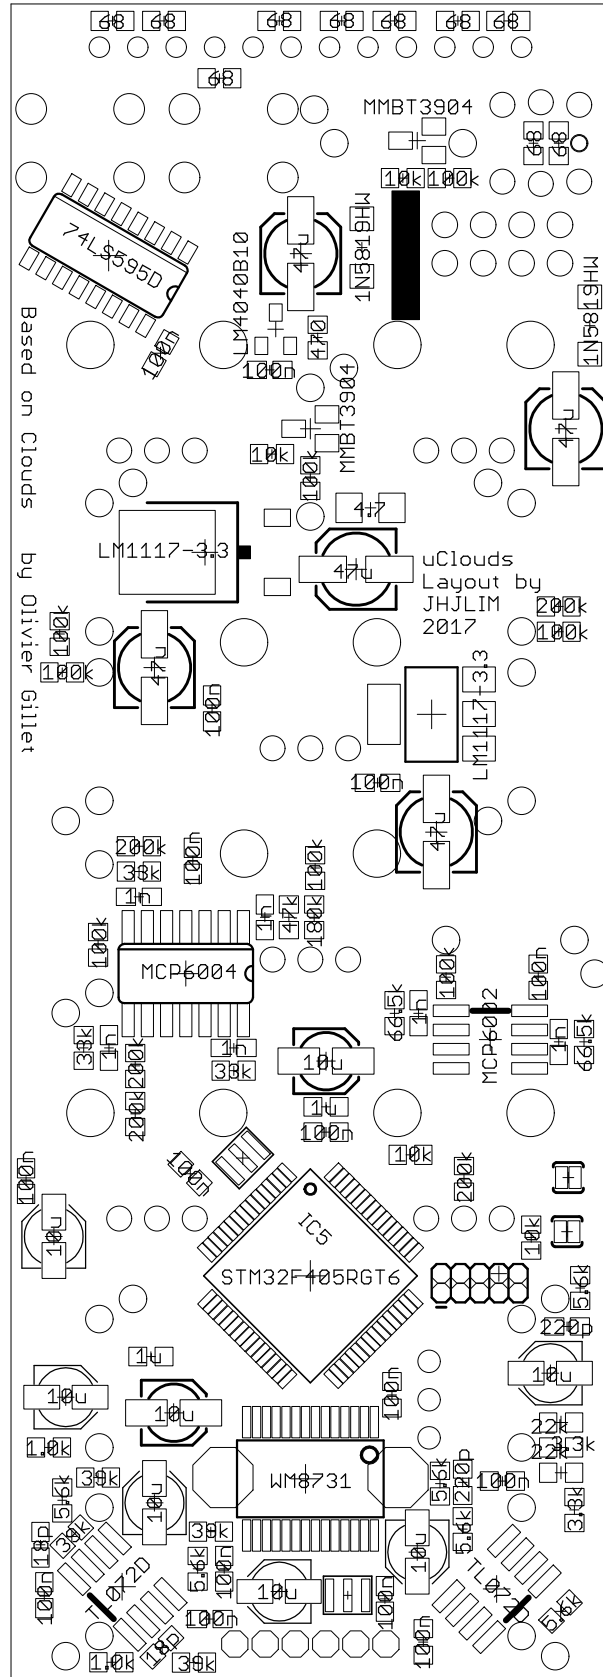 68 68 68 68 68 68 68
68
MMBT3904
68 68
10k 100k
74LS595D
47u
1N5819HW
LM4040B10
1N5819HW
470
100n
100n
MMBT3904
47u
10k
100k
4.7
LM1117-3.3
47u
uClouds
Layout by
JHJLIM
2017
200k
100k
100k
100k
47u
100n
LM1117-3.3
Based on Clouds by Olivier Gillet
100n
47u
200k
33k
1n
100n
100k
1n
47k
180k
100k
MCP6004
100k
100n
66.5k
1n
MCP6002
1n
66.5k
33k
1n
200k
1n
33k
200k
10u
1u
100n
10k
200k
100n
100n
10u
IC5
STM32F405RGT6
10k
5.6k
220p
1u
10u
10u
10u
100n
22k
22k
3.3k
3.3k
1.0k
39k
5.6k
WM8731
5.6k
220p
100n
10u
39k
18p
39k
5.6k
10u
100n
TL072D
5.6k
100n
10u
100n
TL072D
100n
5.6k
18p
1.0k
39k
100n